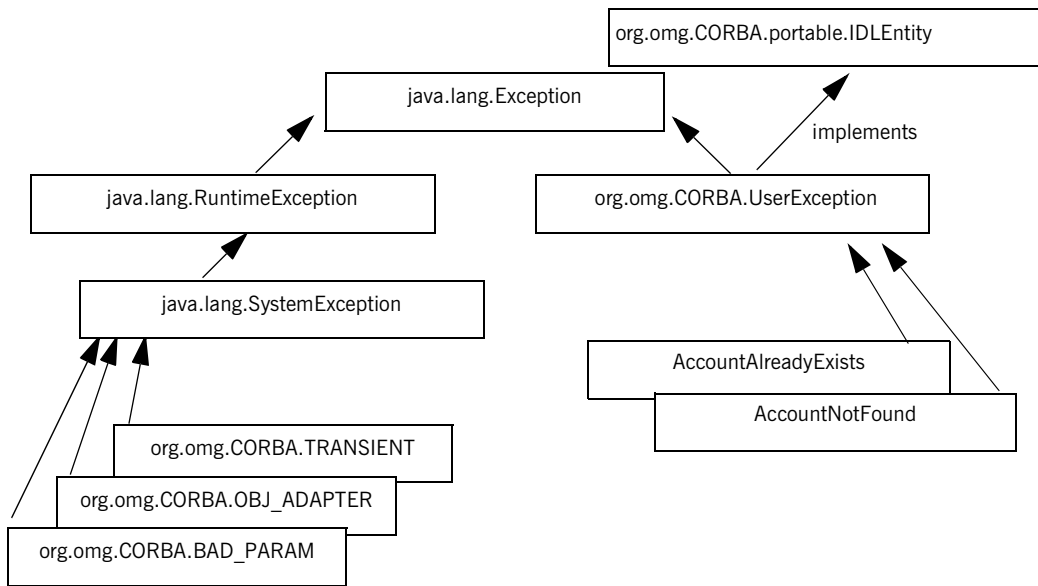 org.omg.CORBA.portable.IDLEntity
java.lang.Exception
implements
java.lang.RuntimeException
org.omg.CORBA.UserException
java.lang.SystemException
AccountAlreadyExists
AccountNotFound
org.omg.CORBA.TRANSIENT
org.omg.CORBA.OBJ_ADAPTER
org.omg.CORBA.BAD_PARAM